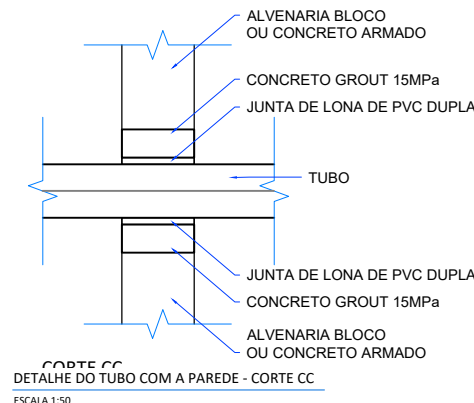 ALVENARIA BLOCO
OU CONCRETO ARMADO
CONCRETO GROUT 15MPa
JUNTA DE LONA DE PVC DUPLA
TUBO
JUNTA DE LONA DE PVC DUPLA
CONCRETO GROUT 15MPa
ALVENARIA BLOCO
OU CONCRETO ARMADO
CORTE CC
DETALHE DO TUBO COM A PAREDE - CORTE CC
ESCALA 1:50